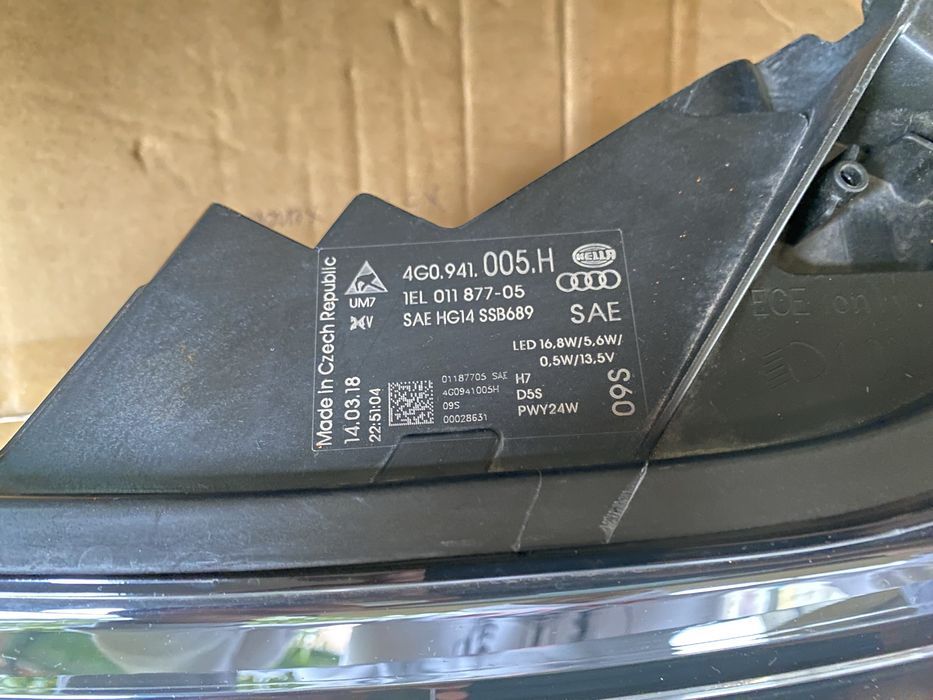 Made in Czech Republic
14.03.18
22:51:04
UM7
4G0.941. 005.H
HELLA
1EL 011 877-05
SAE HG14 SSB689
SAE
LED 16,8W/5,6W/
0,5W/13,5V
01187705 SAE
4G0941005H
09S
00028631
H7
D5S
PWY24W
09S
ECE on